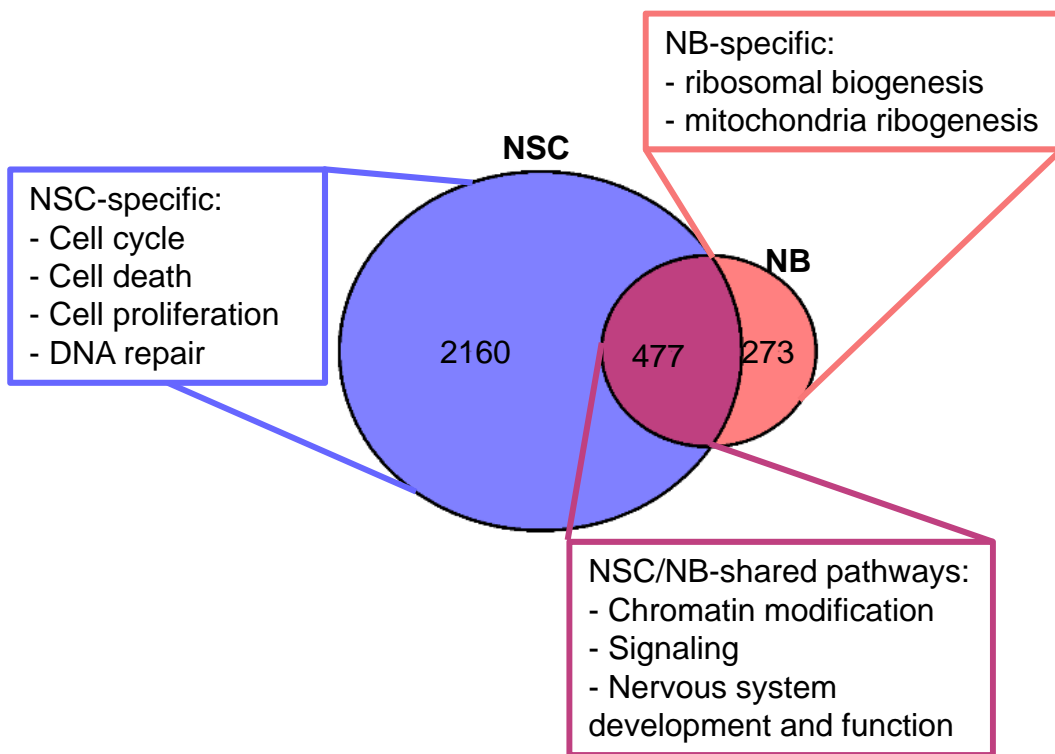 NB-specific:
- ribosomal biogenesis
- mitochondria ribogenesis
NSC
NSC-specific:
- Cell cycle
- Cell death
- Cell proliferation
- DNA repair
NB
2160
477
273
NSC/NB-shared pathways:
- Chromatin modification
- Signaling
- Nervous system
development and function